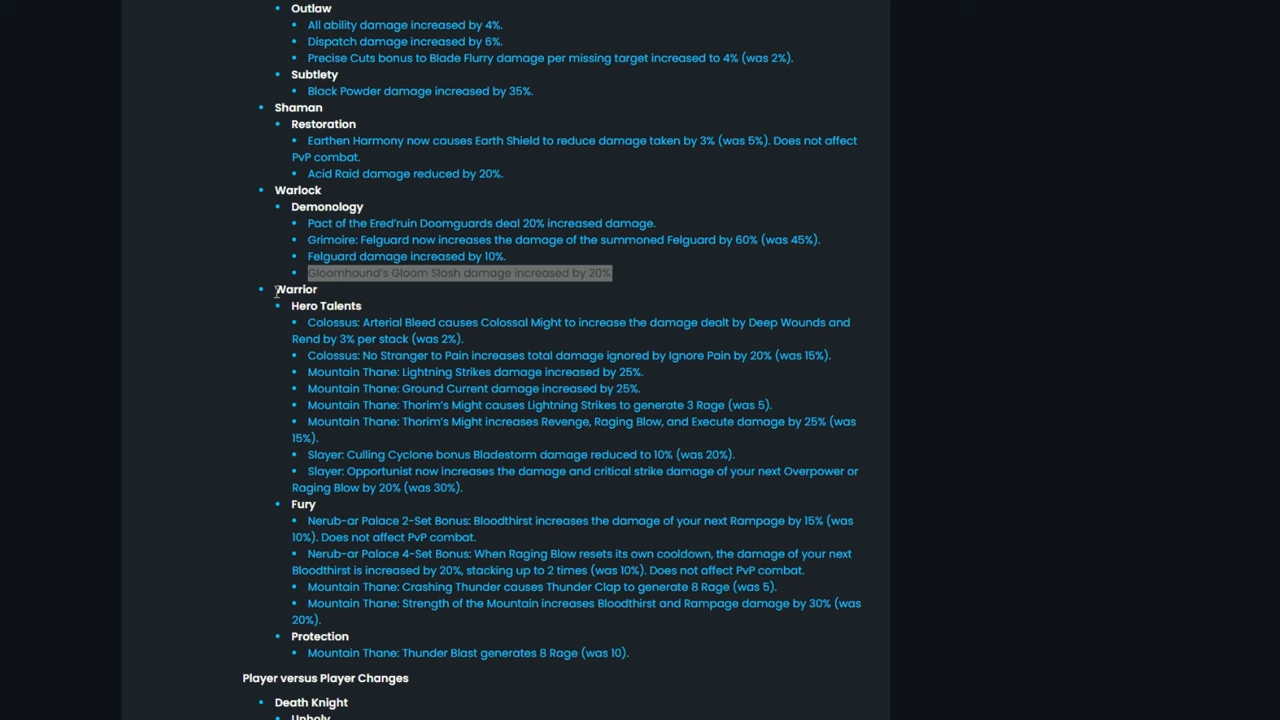 Outlaw
All ability damage increased by 4%.
Dispatch damage increased by 6%.
Precise Cuts bonus to Blade Flurry damage per missing target increased to 4% (was 2%).
Subtlety
Black Powder damage increased by 35%.
Shaman
Restoration
Earthen Harmony now causes Earth Shield to reduce damage taken by 3% (was 5%). Does not affect
PvP combat.
Acid Raid damage reduced by 20%.
Warlock
Demonology
Pact of the Ered'ruin Doomguards deal 20% increased damage.
Grimoire: Felguard now increases the damage of the summoned Felguard by 60% (was 45%).
Felguard damage increased by 10%.
Gloomhound's Gloom Slash damage increased by 20%.
Warrior
Hero Talents
Colossus: Arterial Bleed causes Colossal Might to increase the damage dealt by Deep Wounds and
Rend by 3% per stack (was 2%).
Colossus: No Stranger to Pain increases total damage ignored by Ignore Pain by 20% (was 15%).
Mountain Thane: Lightning Strikes damage increased by 25%.
Mountain Thane: Ground Current damage increased by 25%.
Mountain Thane: Thorim's Might causes Lightning Strikes to generate 3 Rage (was 5).
Mountain Thane: Thorim's Might increases Revenge, Raging Blow, and Execute damage by 25% (was
15%).
Slayer: Culling Cyclone bonus Bladestorm damage reduced to 10% (was 20%).
Slayer: Opportunist now increases the damage and critical strike damage of your next Overpower or
Raging Blow by 20% (was 30%).
Fury
Nerub-ar Palace 2-Set Bonus: Bloodthirst increases the damage of your next Rampage by 15% (was
10%). Does not affect PvP combat.
Nerub-ar Palace 4-Set Bonus: When Raging Blow resets its own cooldown, the damage of your next
Bloodthirst is increased by 20%, stacking up to 2 times (was 10%). Does not affect PvP combat.
Mountain Thane: Crashing Thunder causes Thunder Clap to generate 8 Rage (was 5).
Mountain Thane: Strength of the Mountain increases Bloodthirst and Rampage damage by 30% (was
20%).
Protection
Mountain Thane: Thunder Blast generates 8 Rage (was 10).
Player versus Player Changes
Death Knight
Unholy